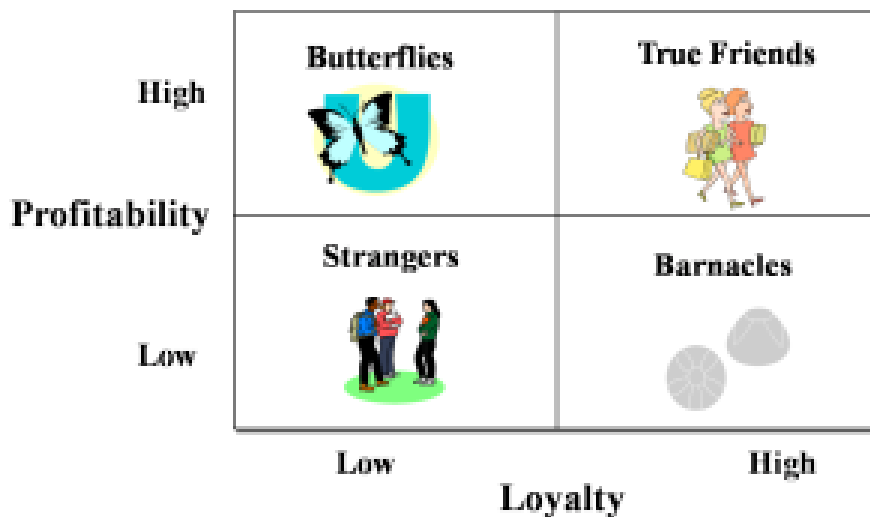 Butterflies
True Friends
High
Profitability
Strangers
Barnacles
Low
Low
High
Loyalty